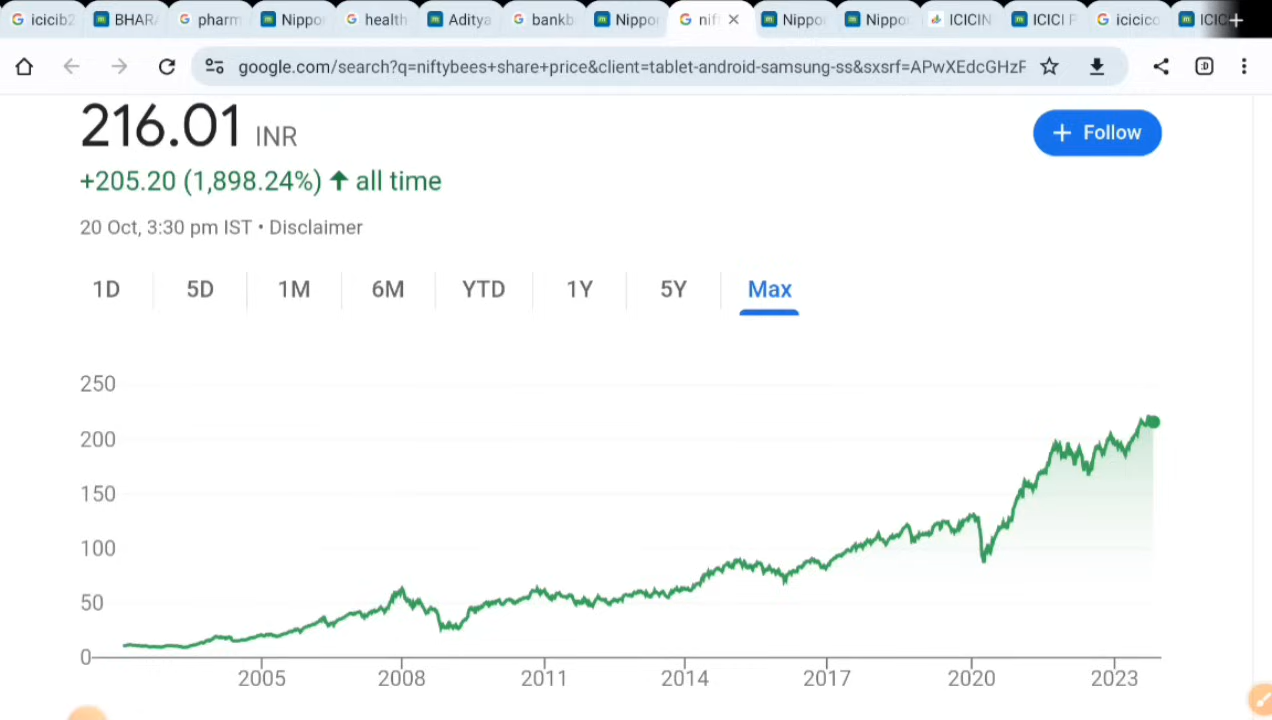 icicib2 BHAR pharm Nippo health Aditya bankb Nippo nif Nippo Nippo ICICIN ICICI P icicico ICIC
google.com/search?q=niftybees+share+price&client=tablet-android-samsung-ss&sxsrf=APwXEdcGHzF
216.01 INR
+ Follow
+205.20 (1,898.24%) ↑ all time
20 Oct, 3:30 pm IST • Disclaimer
1D 5D 1M 6M YTD 1Y 5Y Max
250
200
150
100
50
0
2005 2008 2011 2014 2017 2020 2023